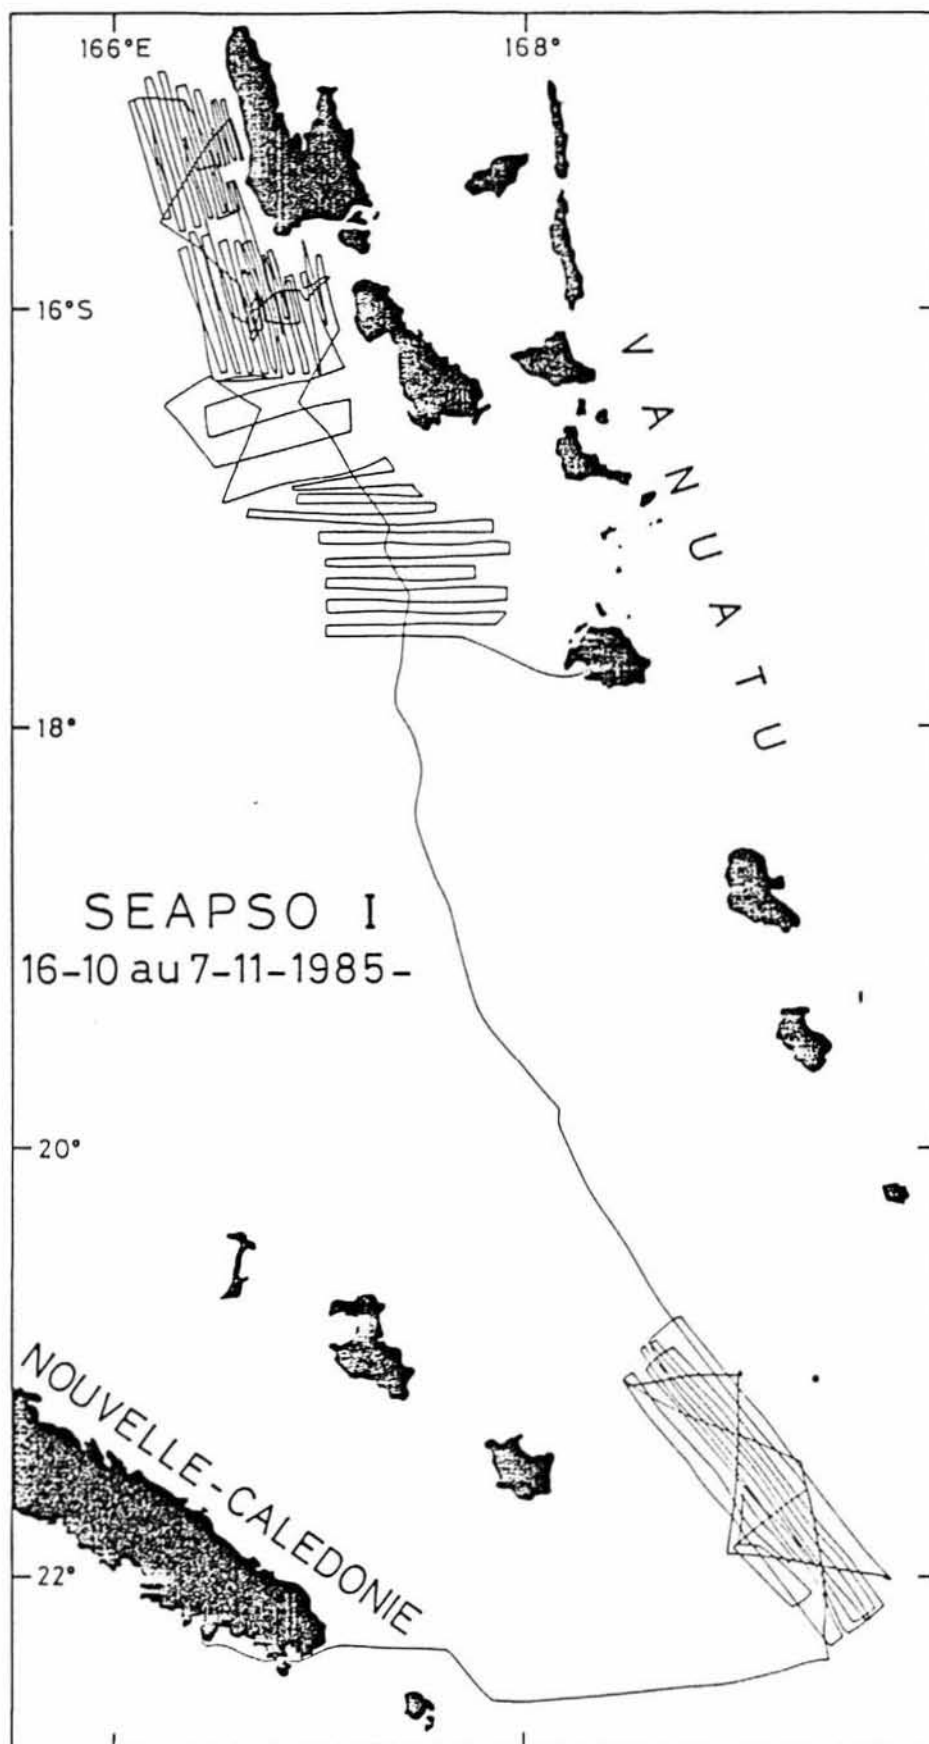 166°E
168°
16°S
VANUATU
18°
SEAPSO I
16-10 au 7-11-1985-
20°
NOUVELLE-CALEDONIE
22°